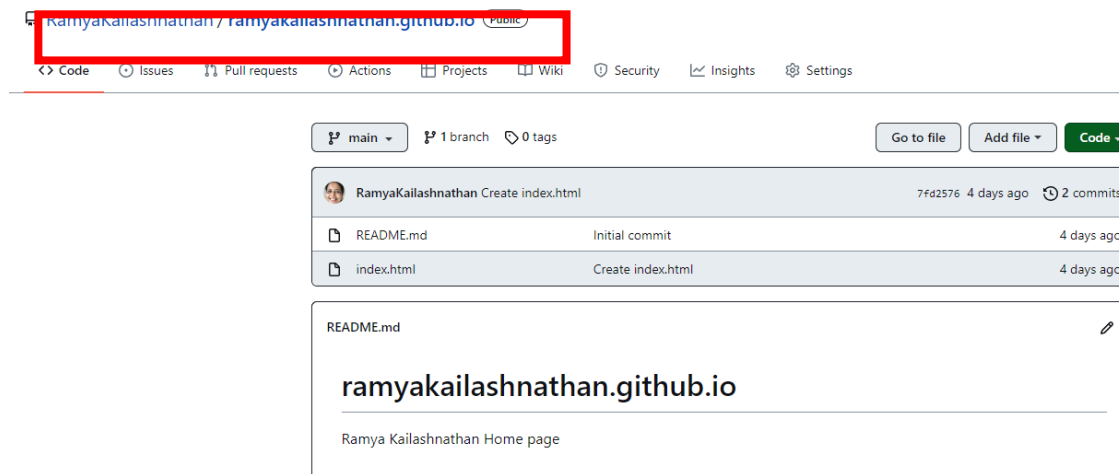 RamyaKailashnathan / ramyakailashnathan.github.io Public
Code Issues Pull requests Actions Projects Wiki Security Insights Settings
main 1 branch 0 tags Go to file Add file Code
RamyaKailashnathan Create index.html 7fd2576 4 days ago 2 commits
README.md Initial commit 4 days ago
index.html Create index.html 4 days ago
README.md
ramyakailashnathan.github.io
Ramya Kailashnathan Home page